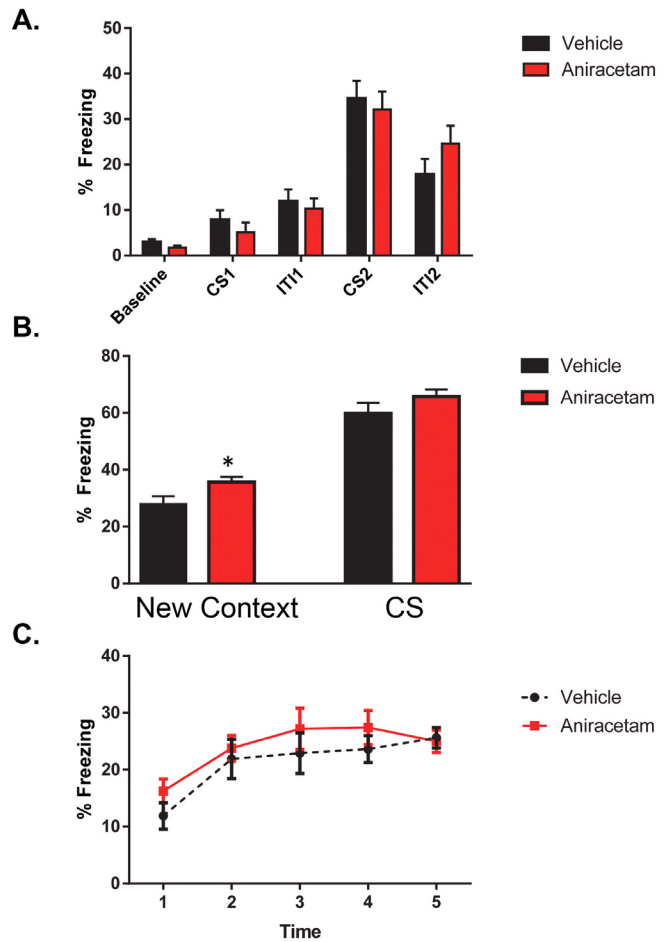 A.
% Freezing
50
40
30
20
10
0
Baseline
CS1
ITI1
CS2
ITI2
Vehicle
Aniracetam
B.
% Freezing
80
60
40
20
0
*
New Context
CS
Vehicle
Aniracetam
C.
% Freezing
40
30
20
10
0
1 2 3 4 5
Time
Vehicle
Aniracetam